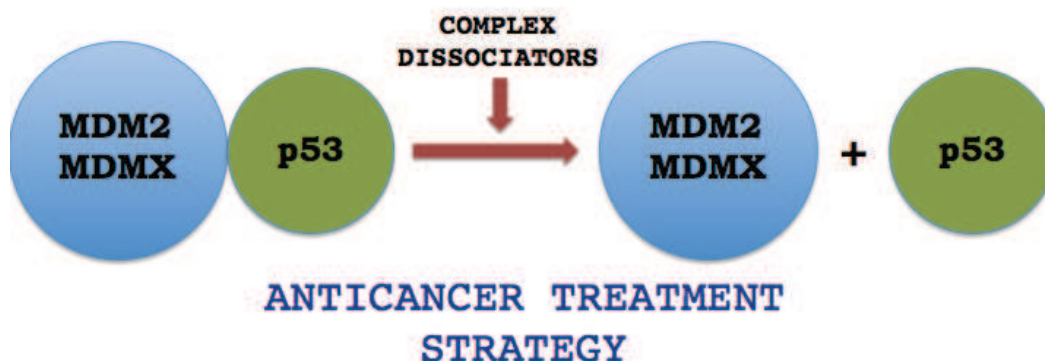 COMPLEX
DISSOCIATORS
MDM2
MDMX
p53
MDM2
MDMX
+
p53
ANTICANCER TREATMENT
STRATEGY